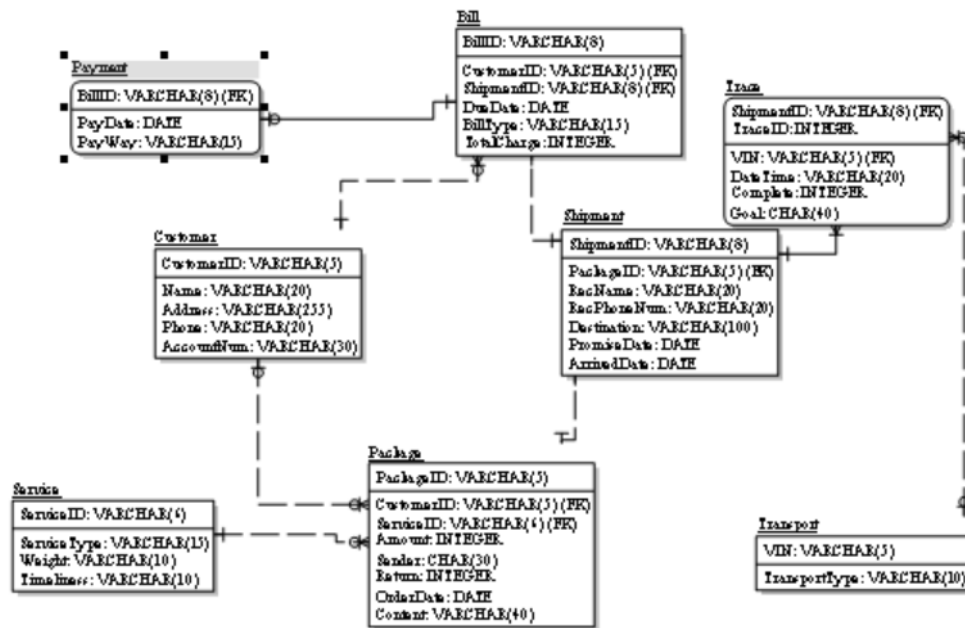 Bill
BillID: VARCHAR(8)
CustomerID: VARCHAR(5) (FK)
ShipmentID: VARCHAR(8) (FK)
DueDate: DATE
BillType: VARCHAR(15)
TotalCharge: INTEGER
Payment
BillID: VARCHAR(8) (FK)
PayDate: DATE
PayWay: VARCHAR(15)
Trace
ShipmentID: VARCHAR(8) (FK)
TraceID: INTEGER
VIN: VARCHAR(5) (FK)
DateTime: VARCHAR(20)
Complete: INTEGER
Goal: CHAR(40)
Customer
CustomerID: VARCHAR(5)
Name: VARCHAR(20)
Address: VARCHAR(255)
Phone: VARCHAR(20)
AccountNum: VARCHAR(30)
Shipment
ShipmentID: VARCHAR(8)
PackageID: VARCHAR(5) (FK)
RecName: VARCHAR(20)
RecPhoneNum: VARCHAR(20)
Destination: VARCHAR(100)
PromiseDate: DATE
ArrivedDate: DATE
Package
PackageID: VARCHAR(5)
CustomerID: VARCHAR(5) (FK)
ServiceID: VARCHAR(6) (FK)
Amount: INTEGER
Sender: CHAR(30)
Return: INTEGER
OrderDate: DATE
Content: VARCHAR(40)
Service
ServiceID: VARCHAR(6)
ServiceType: VARCHAR(15)
Weight: VARCHAR(10)
Timeliness: VARCHAR(10)
Transport
VIN: VARCHAR(5)
TransportType: VARCHAR(10)